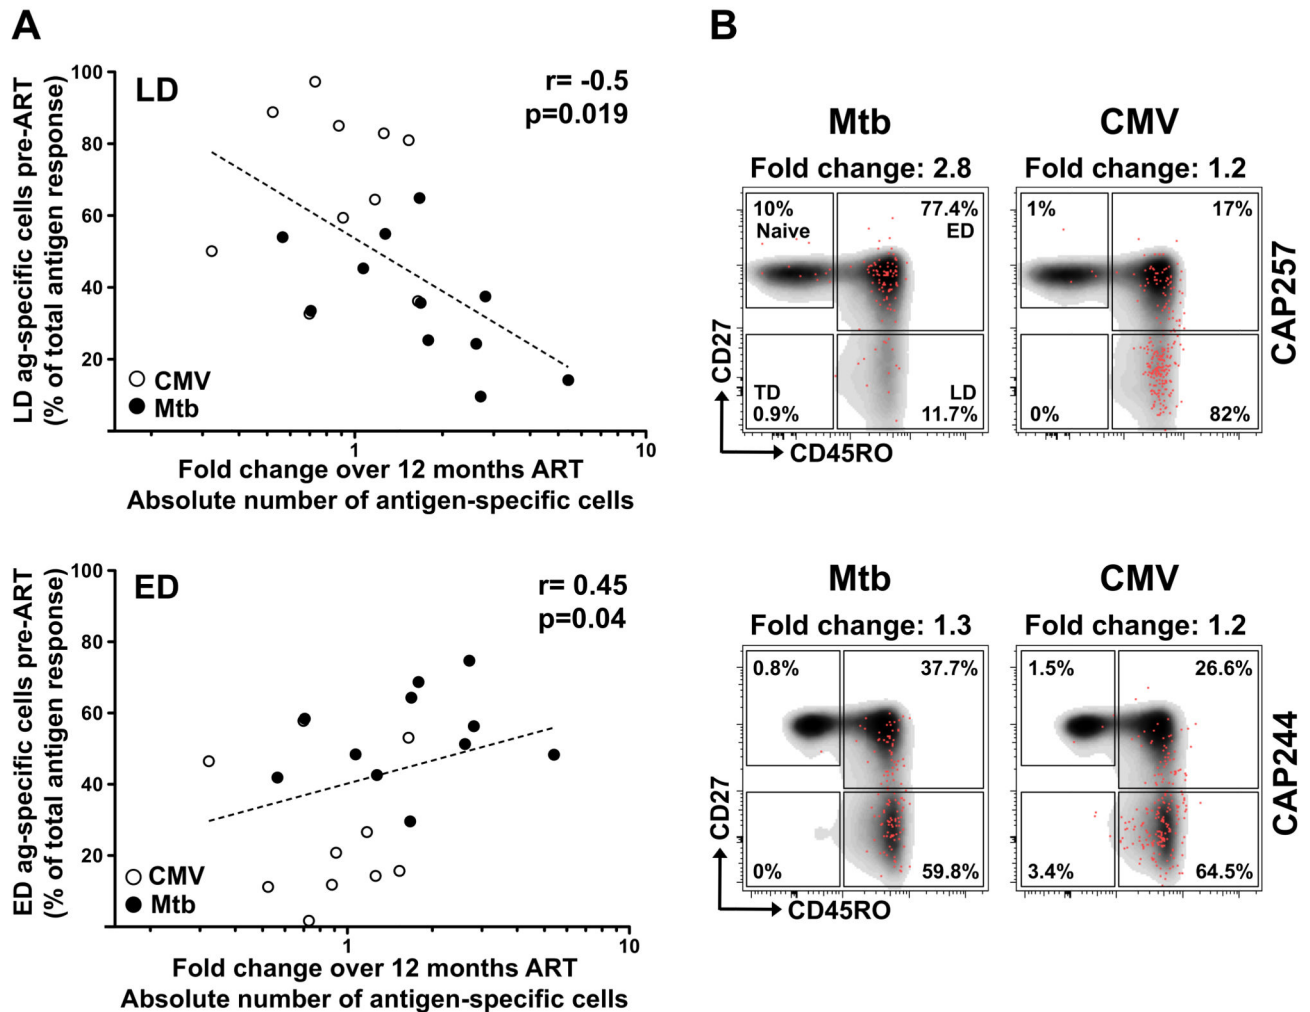 A
LD ag-specific cells pre-ART
(% of total antigen response)
100
80
60
40
20
LD
r= -0.5
p=0.019
CMV
Mtb
1
10
Fold change over 12 months ART
Absolute number of antigen-specific cells
ED ag-specific cells pre-ART
(% of total antigen response)
100
80
60
40
20
ED
r= 0.45
p=0.04
CMV
Mtb
1
10
Fold change over 12 months ART
Absolute number of antigen-specific cells
B
Mtb
Fold change: 2.8
10%
Naive
77.4%
ED
TD
0.9%
LD
11.7%
CMV
Fold change: 1.2
1%
17%
0%
82%
CAP257
CD27
CD45RO
Mtb
Fold change: 1.3
0.8%
37.7%
0%
59.8%
CMV
Fold change: 1.2
1.5%
26.6%
3.4%
64.5%
CAP244
CD27
CD45RO